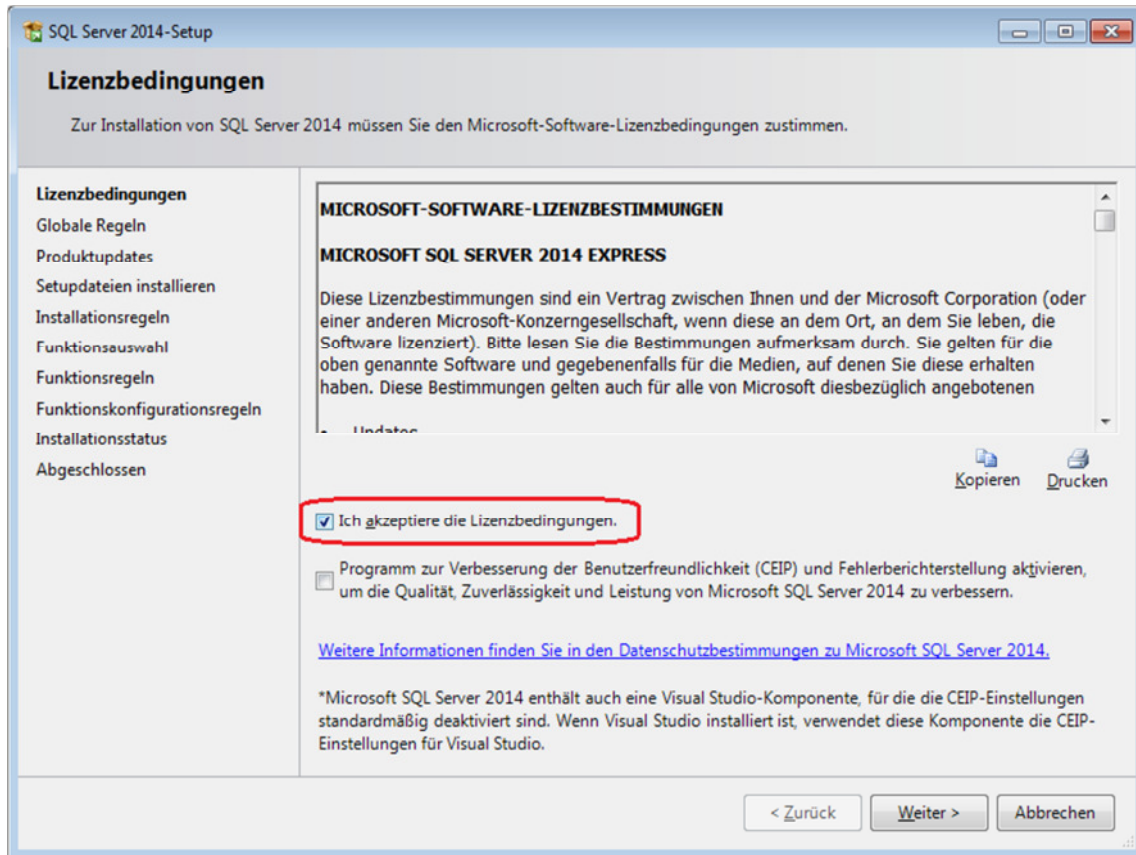 SQL Server 2014-Setup
Lizenzbedingungen
Zur Installation von SQL Server 2014 müssen Sie den Microsoft-Software-Lizenzbedingungen zustimmen.
Lizenzbedingungen
Globale Regeln
Produktupdates
Setupdateien installieren
Installationsregeln
Funktionsauswahl
Funktionsregeln
Funktionskonfigurationsregeln
Installationsstatus
Abgeschlossen
MICROSOFT-SOFTWARE-LIZENZBESTIMMUNGEN
MICROSOFT SQL SERVER 2014 EXPRESS
Diese Lizenzbestimmungen sind ein Vertrag zwischen Ihnen und der Microsoft Corporation (oder
einer anderen Microsoft-Konzerngesellschaft, wenn diese an dem Ort, an dem Sie leben, die
Software lizenziert). Bitte lesen Sie die Bestimmungen aufmerksam durch. Sie gelten für die
oben genannte Software und gegebenenfalls für die Medien, auf denen Sie diese erhalten
haben. Diese Bestimmungen gelten auch für alle von Microsoft diesbezüglich angebotenen
• Updates
Kopieren Drucken
Ich akzeptiere die Lizenzbedingungen.
Programm zur Verbesserung der Benutzerfreundlichkeit (CEIP) und Fehlerberichterstellung aktivieren,
um die Qualität, Zuverlässigkeit und Leistung von Microsoft SQL Server 2014 zu verbessern.
Weitere Informationen finden Sie in den Datenschutzbestimmungen zu Microsoft SQL Server 2014.
*Microsoft SQL Server 2014 enthält auch eine Visual Studio-Komponente, für die die CEIP-Einstellungen
standardmäßig deaktiviert sind. Wenn Visual Studio installiert ist, verwendet diese Komponente die CEIP-
Einstellungen für Visual Studio.
< Zurück Weiter > Abbrechen